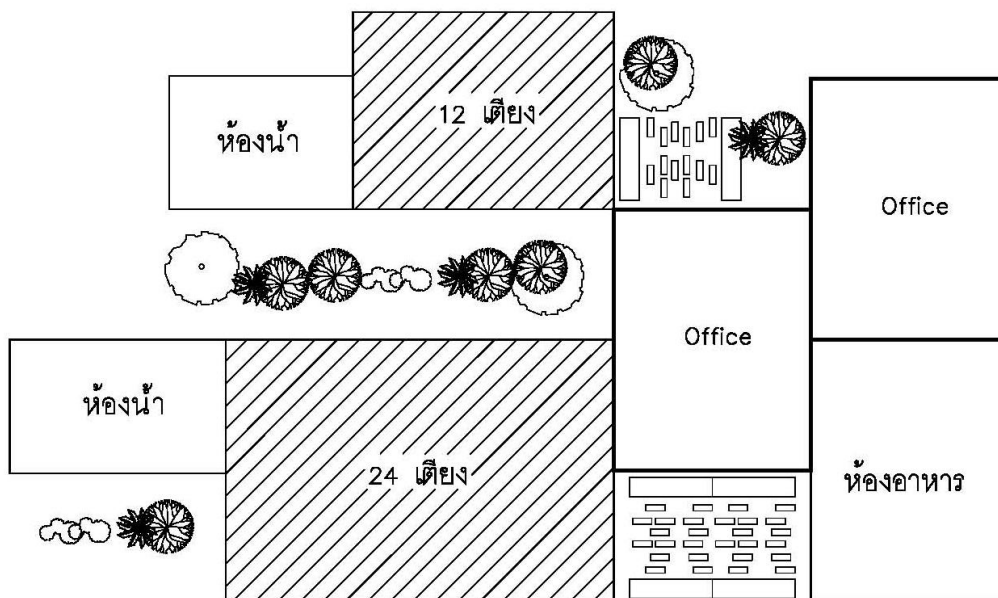 12 เตียง
ห้องน้ำ
Office
Office
ห้องน้ำ
24 เตียง
ห้องอาหาร